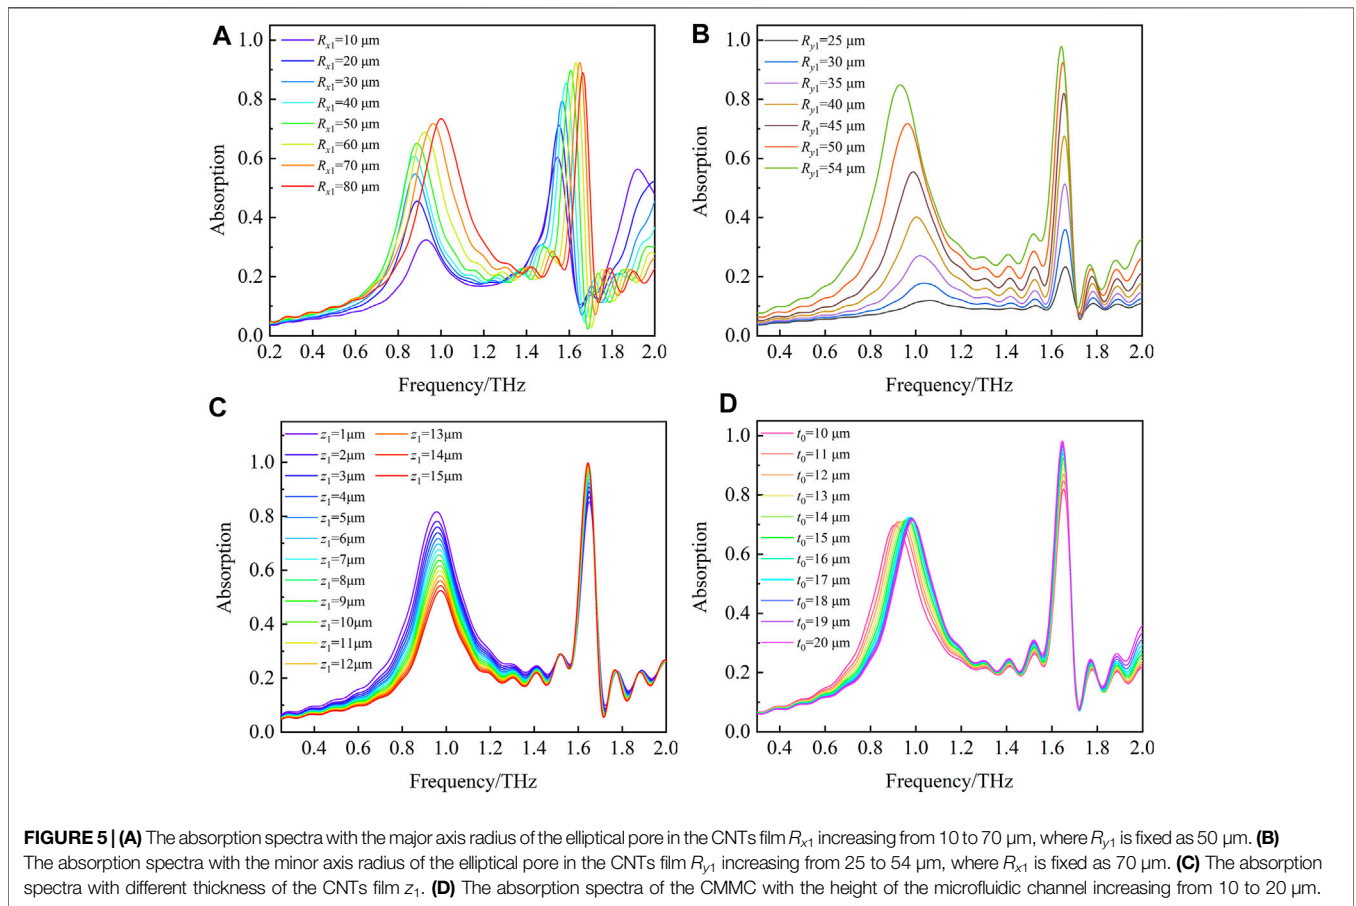 A
1.0
0.8
0.6
0.4
0.2
0.0
Absorption
Rx1=10 μm
Rx1=20 μm
Rx1=30 μm
Rx1=40 μm
Rx1=50 μm
Rx1=60 μm
Rx1=70 μm
Rx1=80 μm
0.2 0.4 0.6 0.8 1.0 1.2 1.4 1.6 1.8 2.0
Frequency/THz
B
1.0
0.8
0.6
0.4
0.2
0.0
Absorption
Ry1=25 μm
Ry1=30 μm
Ry1=35 μm
Ry1=40 μm
Ry1=45 μm
Ry1=50 μm
Ry1=54 μm
0.4 0.6 0.8 1.0 1.2 1.4 1.6 1.8 2.0
Frequency/THz
C
1.0
0.8
0.6
0.4
0.2
0.0
Absorption
z1=1μm
z1=2μm
z1=3μm
z1=4μm
z1=5μm
z1=6μm
z1=7μm
z1=8μm
z1=9μm
z1=10μm
z1=11μm
z1=12μm
z1=13μm
z1=14μm
z1=15μm
0.4 0.6 0.8 1.0 1.2 1.4 1.6 1.8 2.0
Frequency/THz
D
1.0
0.8
0.6
0.4
0.2
0.0
Absorption
t0=10 μm
t0=11 μm
t0=12 μm
t0=13 μm
t0=14 μm
t0=15 μm
t0=16 μm
t0=17 μm
t0=18 μm
t0=19 μm
t0=20 μm
0.4 0.6 0.8 1.0 1.2 1.4 1.6 1.8 2.0
Frequency/THz
FIGURE 5 | (A) The absorption spectra with the major axis radius of the elliptical pore in the CNTs film Rx1 increasing from 10 to 70 μm, where Ry1 is fixed as 50 μm. (B)
The absorption spectra with the minor axis radius of the elliptical pore in the CNTs film Ry1 increasing from 25 to 54 μm, where Rx1 is fixed as 70 μm. (C) The absorption
spectra with different thickness of the CNTs film z1. (D) The absorption spectra of the CMMC with the height of the microfluidic channel increasing from 10 to 20 μm.